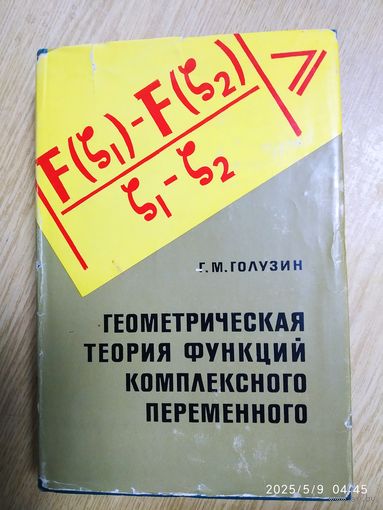 |F(ζ₁)-F(ζ₂)| ≥
ζ₁-ζ₂
Г.М.ГОЛУЗИН
ГЕОМЕТРИЧЕСКАЯ
ТЕОРИЯ ФУНКЦИЙ
КОМПЛЕКСНОГО
ПЕРЕМЕННОГО
2025/5/9 04:45